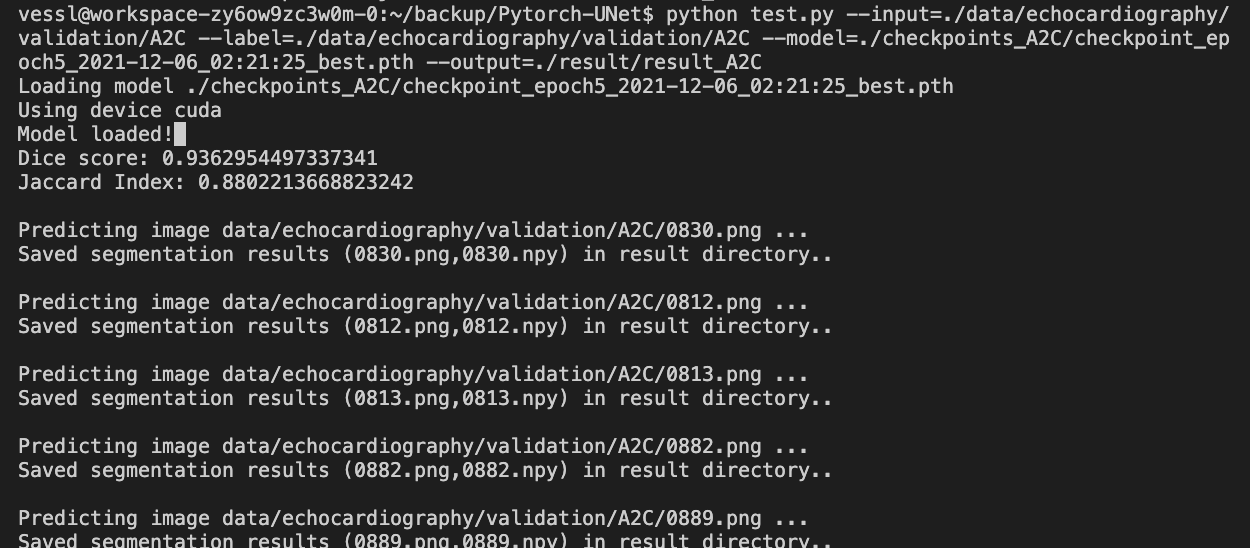 vessl@workspace-zy6ow9zc3w0m-0:~/backup/Pytorch-UNet$ python test.py --input=./data/echocardiography/
validation/A2C --label=./data/echocardiography/validation/A2C --model=./checkpoints_A2C/checkpoint_ep
och5_2021-12-06_02:21:25_best.pth --output=./result/result_A2C
Loading model ./checkpoints_A2C/checkpoint_epoch5_2021-12-06_02:21:25_best.pth
Using device cuda
Model loaded!
Dice score: 0.9362954497337341
Jaccard Index: 0.8802213668823242
Predicting image data/echocardiography/validation/A2C/0830.png ...
Saved segmentation results (0830.png,0830.npy) in result directory..
Predicting image data/echocardiography/validation/A2C/0812.png ...
Saved segmentation results (0812.png,0812.npy) in result directory..
Predicting image data/echocardiography/validation/A2C/0813.png ...
Saved segmentation results (0813.png,0813.npy) in result directory..
Predicting image data/echocardiography/validation/A2C/0882.png ...
Saved segmentation results (0882.png,0882.npy) in result directory..
Predicting image data/echocardiography/validation/A2C/0889.png ...
Saved segmentation results (0889.png,0889.npy) in result directory..